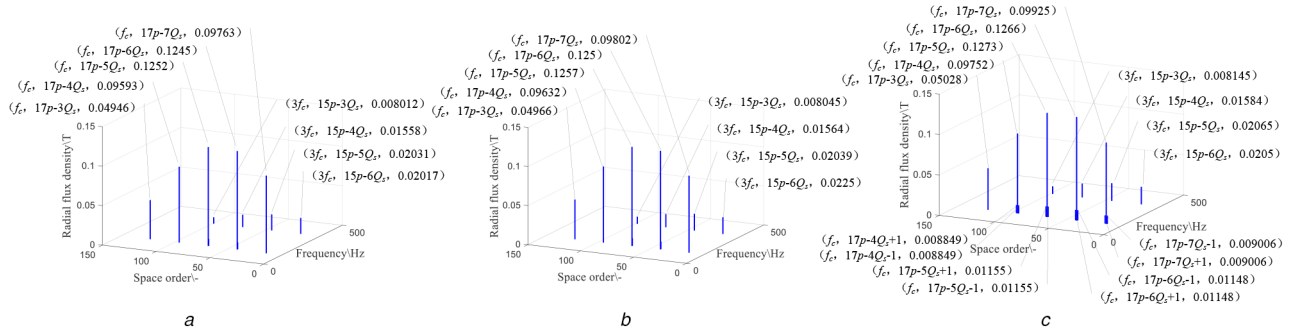 (fc, 17p-7Qs, 0.09763)
(fc, 17p-6Qs, 0.1245)
(fc, 17p-5Qs, 0.1252)
(fc, 17p-4Qs, 0.09593)
(fc, 17p-3Qs, 0.04946)
(3fc, 15p-3Qs, 0.008012)
(3fc, 15p-4Qs, 0.01558)
(3fc, 15p-5Qs, 0.02031)
(3fc, 15p-6Qs, 0.02017)
Radial flux density\T
0.15
0.1
0.05
0
150
100
50
0
Space order\-
0
500
Frequency\Hz
a
(fc, 17p-7Qs, 0.09802)
(fc, 17p-6Qs, 0.125)
(fc, 17p-5Qs, 0.1257)
(fc, 17p-4Qs, 0.09632)
(fc, 17p-3Qs, 0.04966)
(3fc, 15p-3Qs, 0.008045)
(3fc, 15p-4Qs, 0.01564)
(3fc, 15p-5Qs, 0.02039)
(3fc, 15p-6Qs, 0.0225)
Radial flux density\T
0.15
0.1
0.05
0
150
100
50
0
Space order\-
0
500
Frequency\Hz
b
(fc, 17p-7Qs, 0.09925)
(fc, 17p-6Qs, 0.1266)
(fc, 17p-5Qs, 0.1273)
(fc, 17p-4Qs, 0.09752)
(fc, 17p-3Qs, 0.05028)
(3fc, 15p-3Qs, 0.008145)
(3fc, 15p-4Qs, 0.01584)
(3fc, 15p-5Qs, 0.02065)
(3fc, 15p-6Qs, 0.0205)
Radial flux density\T
0.15
0.1
0.05
0
150
100
50
0
Space order\-
0
500
Frequency\Hz
(fc, 17p-4Qs+1, 0.008849)
(fc, 17p-4Qs-1, 0.008849)
(fc, 17p-5Qs+1, 0.01155)
(fc, 17p-5Qs-1, 0.01155)
(fc, 17p-7Qs-1, 0.009006)
(fc, 17p-7Qs+1, 0.009006)
(fc, 17p-6Qs-1, 0.01148)
(fc, 17p-6Qs+1, 0.01148)
c